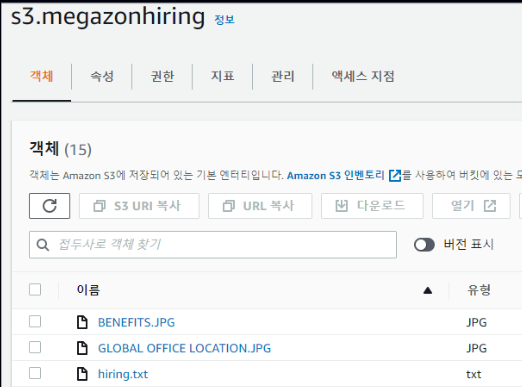 s3.megazonhiring 정보
객체 속성 권한 지표 관리 액세스 지점
객체 (15)
객체는 Amazon S3에 저장되어 있는 기본 엔터티입니다. Amazon S3 인벤토리 를 사용하여 버킷에 있는 모
S3 URI 복사 URL 복사 다운로드 열기
접두사로 객체 찾기 버전 표시
이름 유형
BENEFITS.JPG JPG
GLOBAL OFFICE LOCATION.JPG JPG
hiring.txt txt